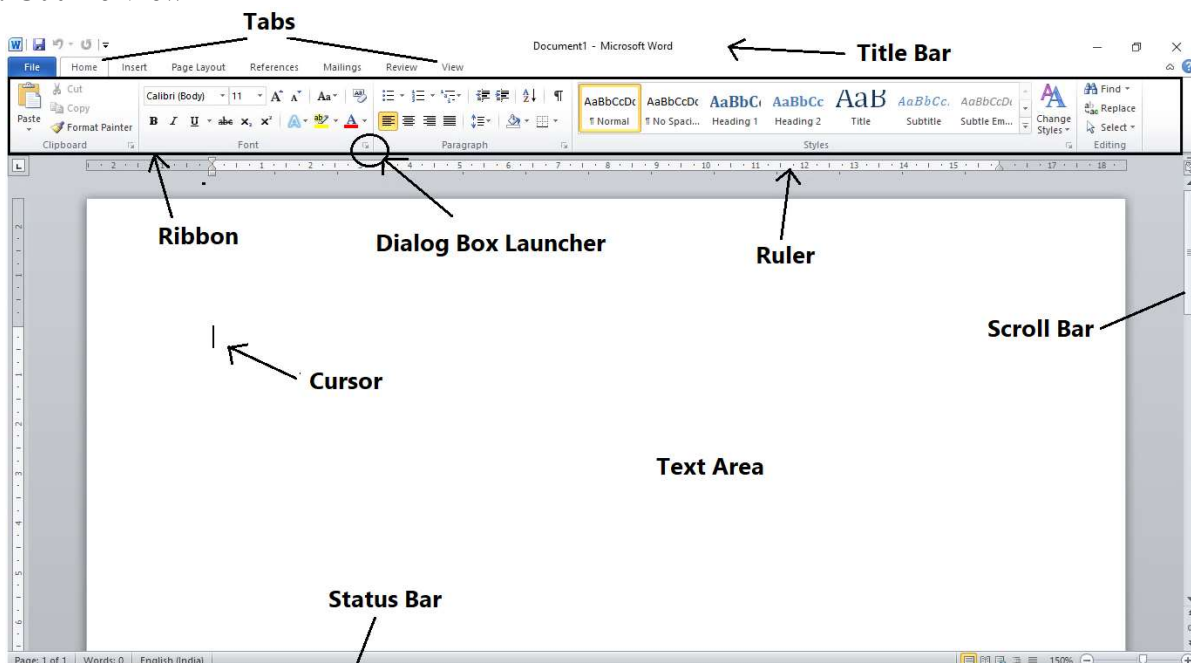 Tabs
Document1 - Microsoft Word
Title Bar
File Home Insert Page Layout References Mailings Review View
Paste
Cut
Copy
Format Painter
Clipboard
Calibri (Body) 11
Font
Paragraph
AaBbCcDc AaBbCcDc AaBbC AaBbCc AaB AaBbCc. AaBbCcDi
¶ Normal ¶ No Spaci... Heading 1 Heading 2 Title Subtitle Subtle Em...
Change Styles
Styles
Find
Replace
Select
Editing
Ribbon
Dialog Box Launcher
Ruler
Scroll Bar
Cursor
Text Area
Status Bar
Page: 1 of 1 Words: 0 English (India) 150%